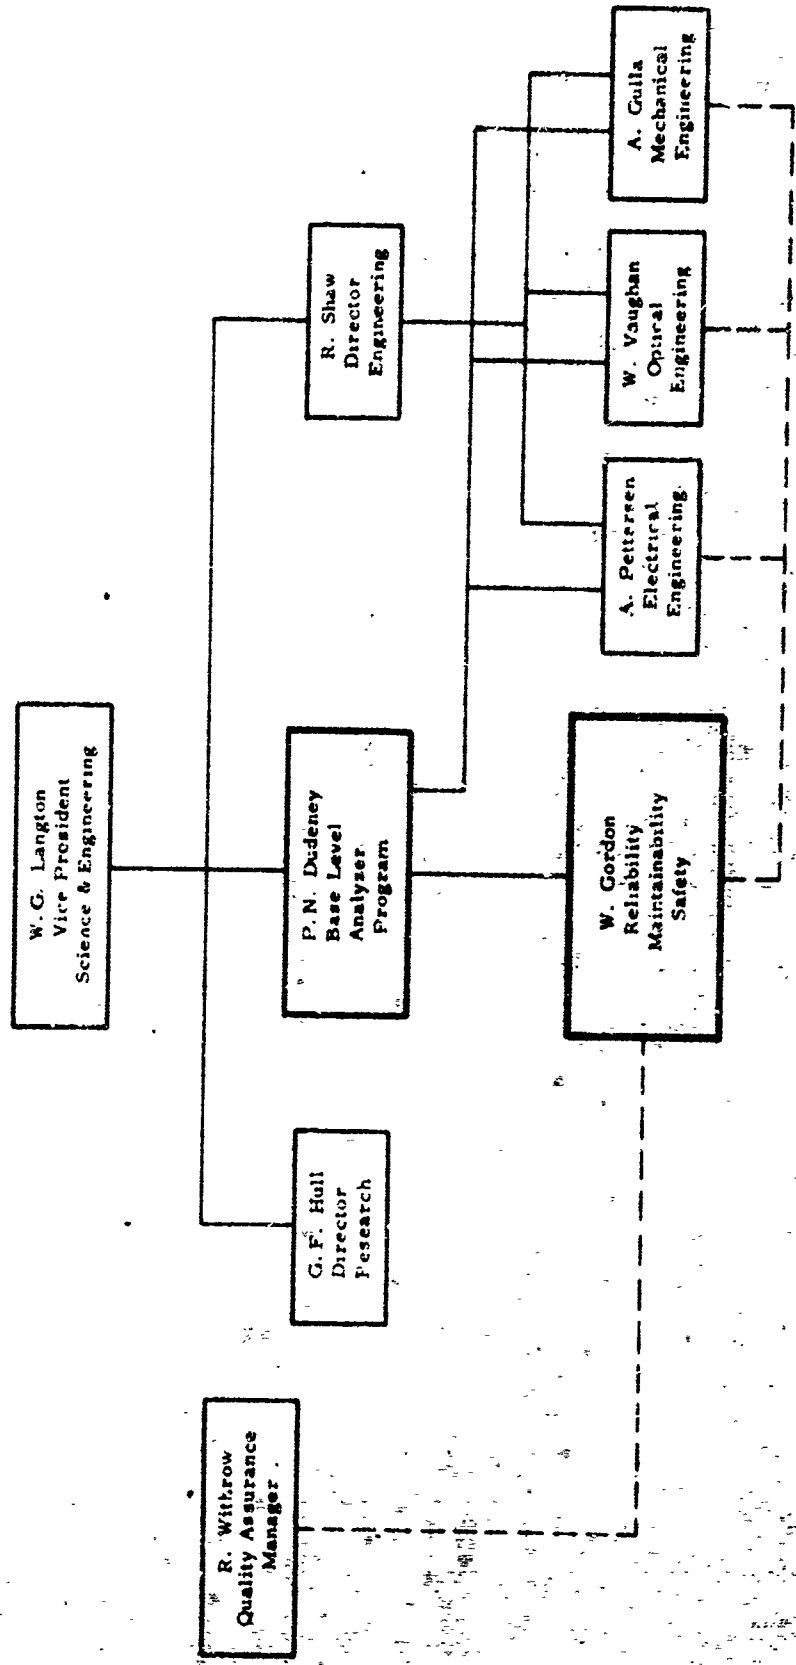 W.G. Langton
Vice President
Science & Engineering
R. Withrow
Quality Assurance
Manager
G.F. Hull
Director
Research
P.N. Dudeney
Base Level
Analyzer
Program
R. Shaw
Director
Engineering
W. Gordon
Reliability
Maintainability
Safety
A. Pettersen
Electrical
Engineering
W. Vaughan
Optical
Engineering
A. Gulla
Mechanical
Engineering